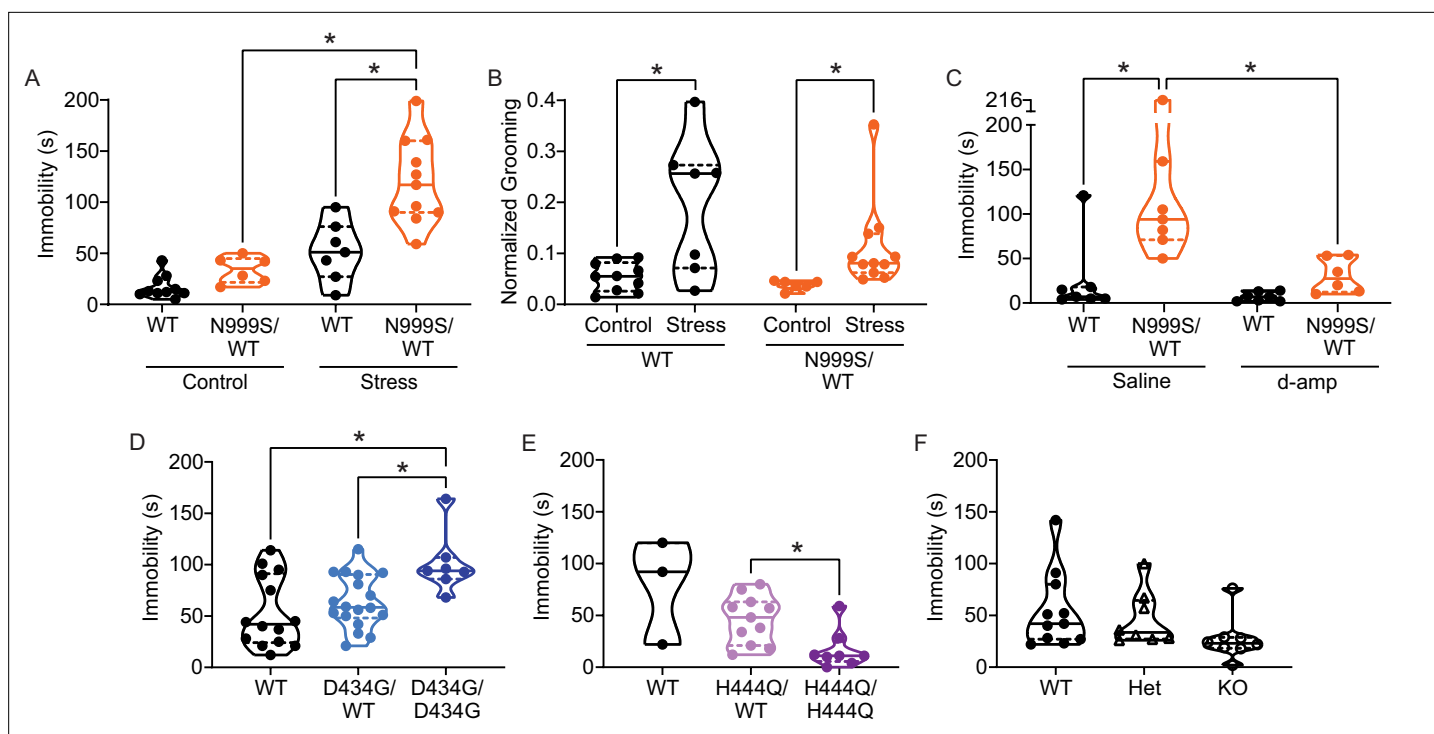 A
*
*
Immobility (s)
200
150
100
50
0
WT
N999S/
WT
WT
N999S/
WT
Control
Stress
B
*
*
Normalized Grooming
0.4
0.3
0.2
0.1
0.0
Control
Stress
Control
Stress
WT
N999S/
WT
C
*
*
Immobility (s)
216
200
150
100
50
0
WT
N999S/
WT
WT
N999S/
WT
Saline
d-amp
D
*
*
Immobility (s)
200
150
100
50
0
WT
D434G/
WT
D434G/
D434G
E
*
Immobility (s)
200
150
100
50
0
WT
H444Q/
WT
H444Q/
H444Q
F
Immobility (s)
200
150
100
50
0
WT
Het
KO